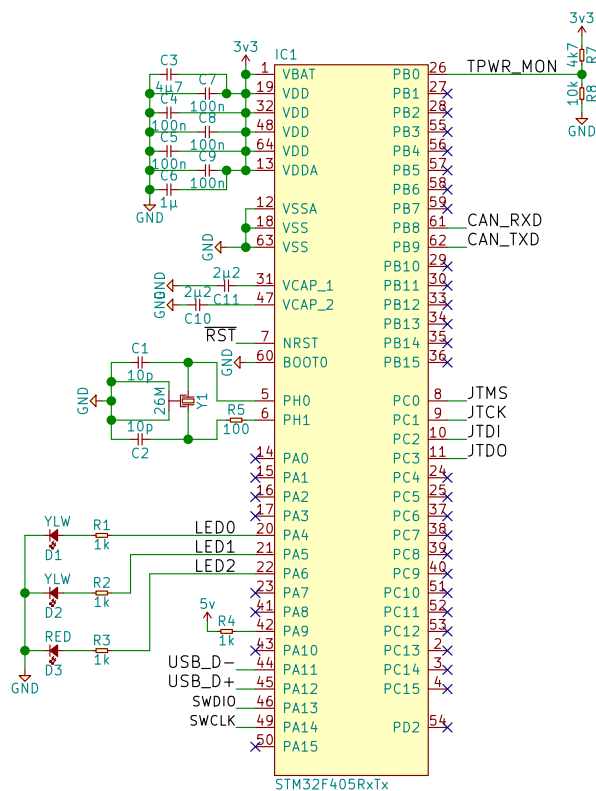 3v3
R7
4k7
R8
10k
GND
3v3
IC1
C3
4μ7
C7
100n
C4
100n
C8
100n
C5
100n
C9
100n
C6
1μ
GND
1 VBAT PB0 26 TPWR_MON
19 VDD PB1 27
32 VDD PB2 28
48 VDD PB3 55
64 VDD PB4 56
13 VDDA PB5 57
PB6 58
12 VSSA PB7 59
18 VSS PB8 61 CAN_RXD
GND 63 VSS PB9 62 CAN_TXD
PB10 29
GND 2μ2 C11 31 VCAP_1 PB11 30
GND 2μ2 C10 47 VCAP_2 PB12 33
PB13 34
RST 7 NRST PB14 35
GND 60 BOOT0 PB15 36
C1
10p
GND 26M Y1 5 PH0 PC0 8 JTMS
R5 100 6 PH1 PC1 9 JTCK
10p
C2
PC2 10 JTDI
14 PA0 PC3 11 JTDO
15 PA1 PC4 24
16 PA2 PC5 25
17 PA3 PC6 37
YLW D1 R1 1k LED0 20 PA4 PC7 38
LED1 21 PA5 PC8 39
YLW D2 R2 1k LED2 22 PA6 PC9 40
23 PA7 PC10 51
41 PA8 PC11 52
5v R4 1k 42 PA9 PC12 53
RED D3 R3 1k 43 PA10 PC13 2
GND
USB_D- 44 PA11 PC14 3
USB_D+ 45 PA12 PC15 4
SWDIO 46 PA13
SWCLK 49 PA14 PD2 54
50 PA15
STM32F405RxTx